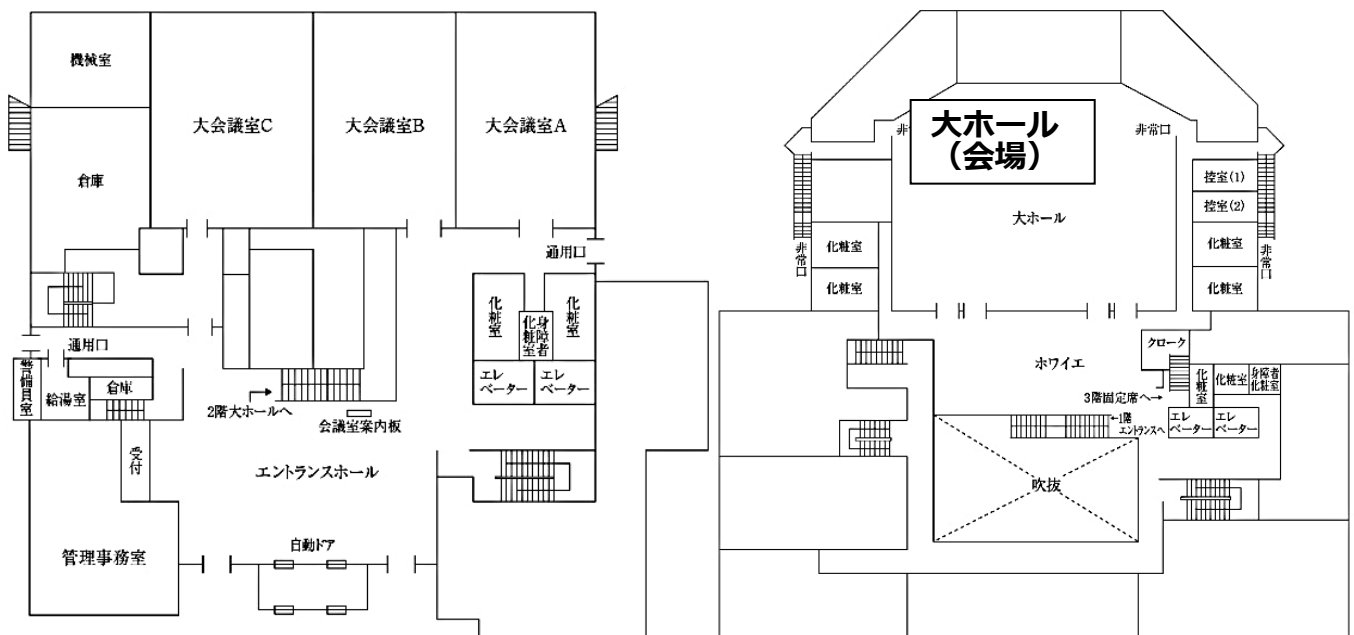 機械室
大会議室C
大会議室B
大会議室A
倉庫
通用口
化粧室
身障者
化粧室
化粧室
エレ
ベーター
エレ
ベーター
通用口
警備員室
給湯室
倉庫
2階大ホールへ
会議室案内板
受付
エントランスホール
管理事務室
自動ドア
大ホール
(会場)
非常口
大ホール
控室(1)
控室(2)
化粧室
化粧室
非常口
化粧室
化粧室
非常口
クローク
ホワイエ
3階固定席へ→
化粧室
化粧室
身障者
化粧室
←1階
エントランスへ
エレ
ベーター
エレ
ベーター
吹抜